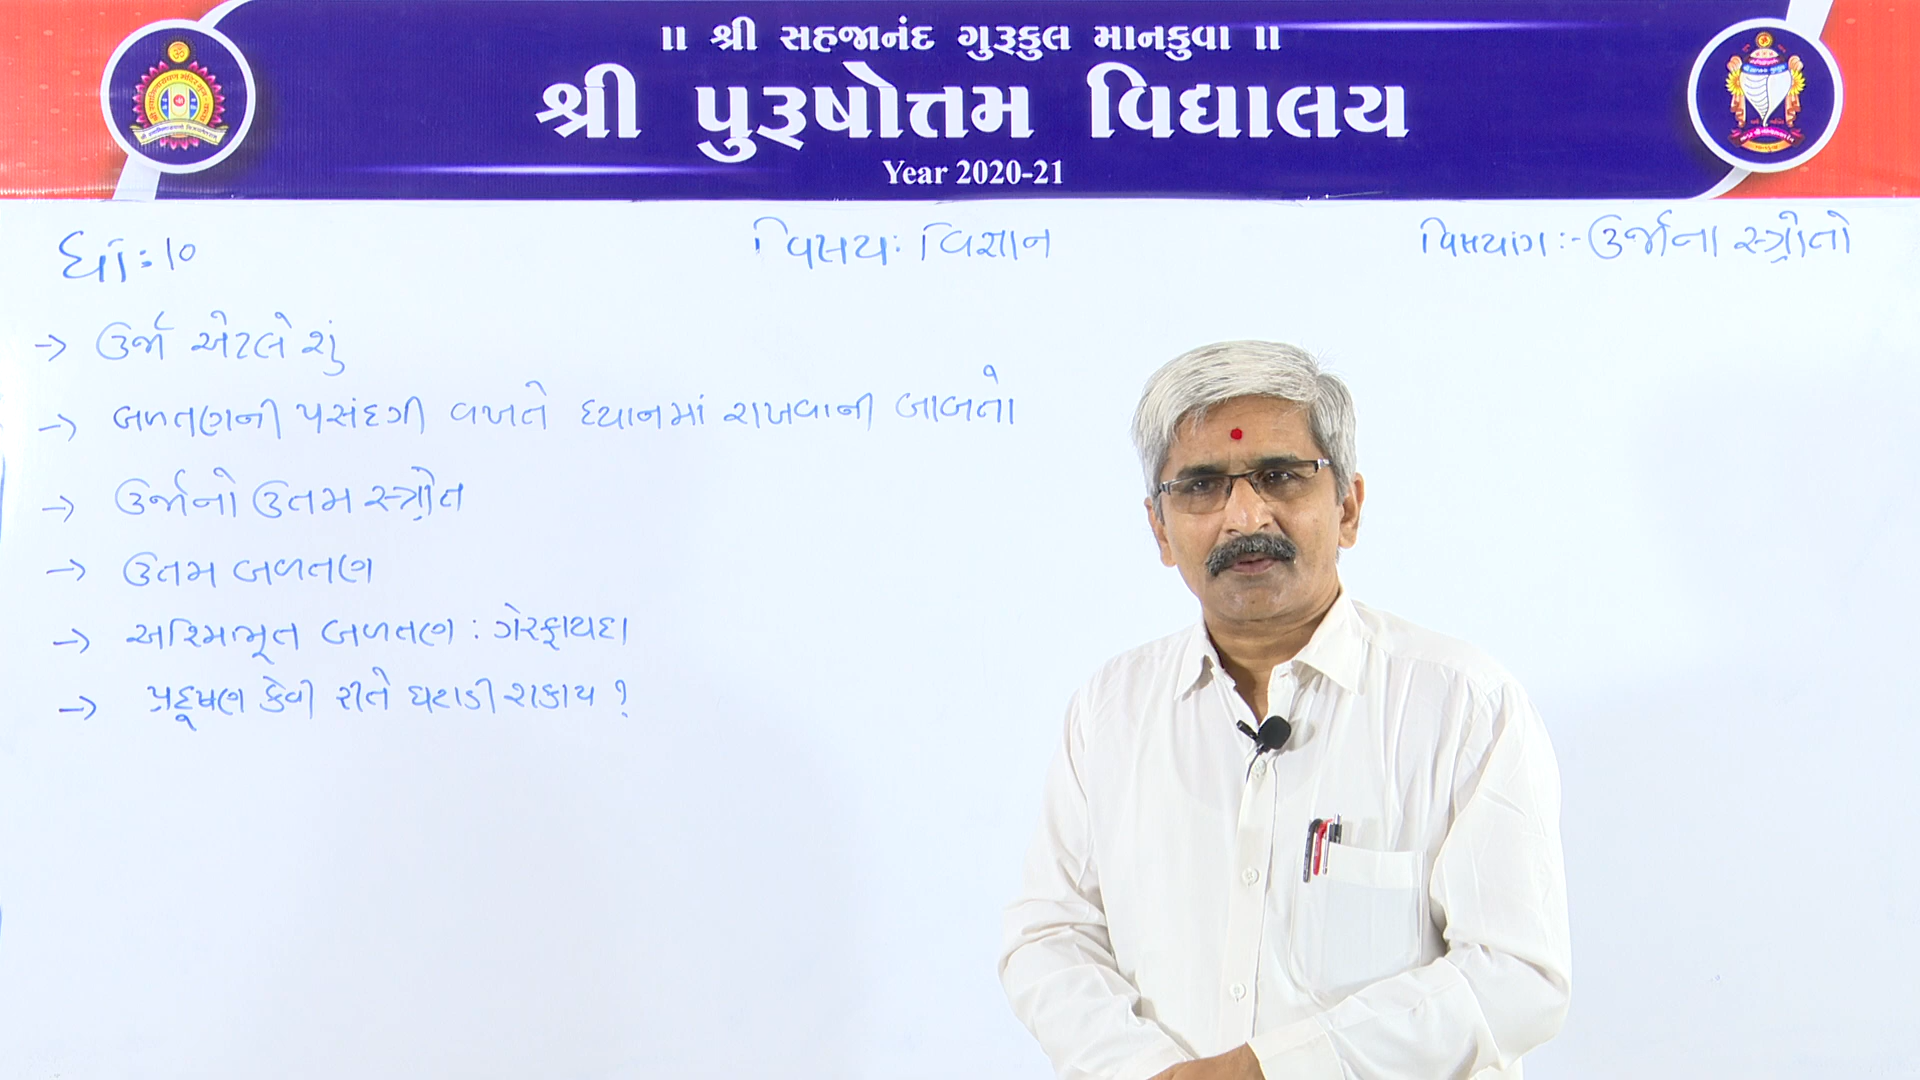 ॥ શ્રી સહજાનંદ ગુરૂકુલ માનકુવા ॥
શ્રી પુરૂષોત્તમ વિદ્યાલય
Year 2020-21
ધો:૧૦
વિષય: વિજ્ઞાન
વિષયાંગ :- ઉર્જાના સ્ત્રોતો
→ ઉર્જા એટલે શું
→ બળતણની પસંદગી વખતે ધ્યાનમાં રાખવાની બાબતો
→ ઉર્જાનો ઉતમ સ્ત્રોત
→ ઉતમ બળતણ
→ અશ્મિભૂત બળતણ : ગેરફાયદા
→ પ્રદૂષણ કેવી રીતે ઘટાડી શકાય ?